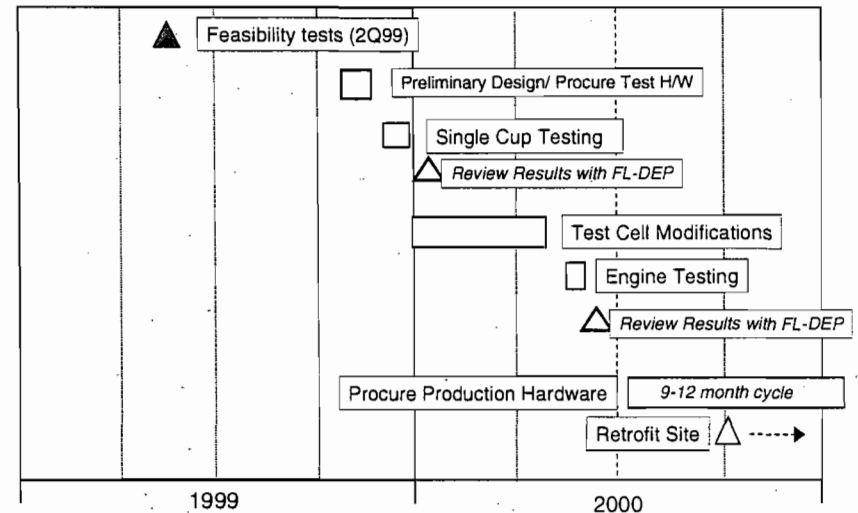 Feasibility tests (2Q99)
Preliminary Design/ Procure Test H/W
Single Cup Testing
Review Results with FL-DEP
Test Cell Modifications
Engine Testing
Review Results with FL-DEP
Procure Production Hardware
9-12 month cycle
Retrofit Site
1999
2000